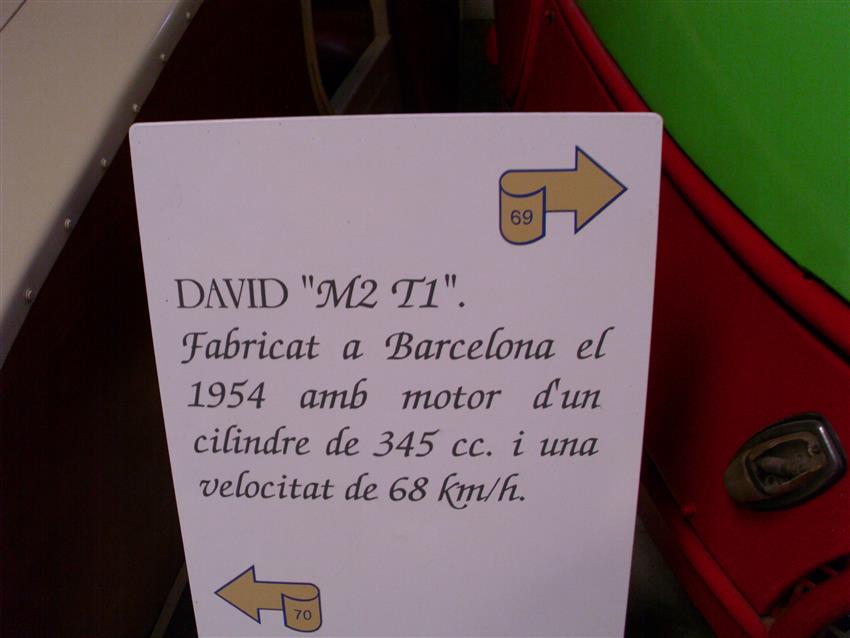 69
DAVID "M2 T1".
Fabricat a Barcelona el
1954 amb motor d'un
cilindre de 345 cc. i una
velocitat de 68 km/h.
70